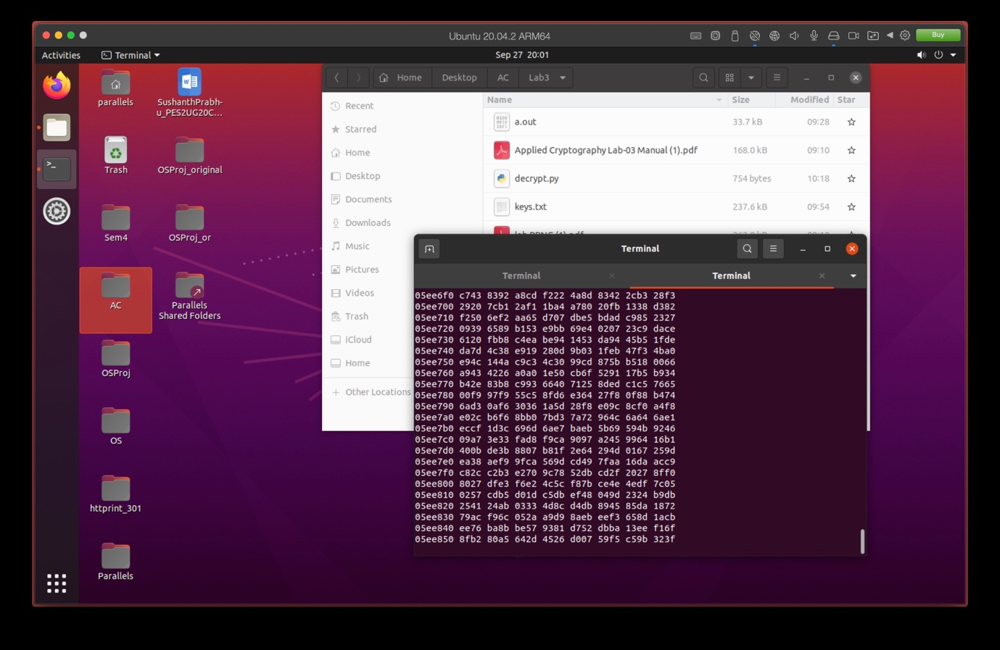 Ubuntu 20.04.2 ARM64
Buy
Activities
Terminal
Sep 27 20:01
parallels
SushanthPrabh-
u_PES2UG20C...
Trash
OSProj_original
Sem4
OSProj_or
AC
Parallels
Shared Folders
OSProj
OS
httprint_301
Parallels
Home Desktop AC Lab3
Recent
Starred
Home
Desktop
Documents
Downloads
Music
Pictures
Videos
Trash
iCloud
Home
Other Locations
Name Size Modified Star
a.out 33.7 kB 09:28
Applied Cryptography Lab-03 Manual (1).pdf 168.0 kB 09:10
decrypt.py 754 bytes 10:18
keys.txt 237.6 kB 09:54
Terminal
Terminal Terminal
05ee6f0 c743 8392 a8cd f222 4a8d 8342 2cb3 28f3
05ee700 2920 7cb1 2af1 1ba4 a780 20fb 1338 d382
05ee710 f250 6ef2 aa65 d707 dbe5 bdad c985 2327
05ee720 0939 6589 b153 e9bb 69e4 0207 23c9 dace
05ee730 6120 fbb8 c4ea be94 1453 da94 45b5 1fde
05ee740 da7d 4c38 e919 280d 9b03 1feb 47f3 4ba0
05ee750 e94c 144a c9c3 4c30 99cd 875b b518 0066
05ee760 a943 4226 a0a0 1e50 cb6f 5291 17b5 b934
05ee770 b42e 83b8 c993 6640 7125 8ded c1c5 7665
05ee780 00f9 97f9 55c5 8fd6 e364 27f8 0f88 b474
05ee790 6ad3 0af6 3036 1a5d 28f8 e09c 8cf0 a4f8
05ee7a0 e02c b6f6 8bb0 7bd3 7a72 964c 6a64 6ae1
05ee7b0 eccf 1d3c 696d 6ae7 baeb 5b69 594b 9246
05ee7c0 09a7 3e33 fad8 f9ca 9097 a245 9964 16b1
05ee7d0 400b de3b 8807 b81f 2e64 294d 0167 259d
05ee7e0 ea38 aef9 9fca 569d cd49 7faa 16da acc9
05ee7f0 c82c c2b3 e270 9c78 52db cd2f 2027 8ff0
05ee800 8027 dfe3 f6e2 4c5c f87b ce4e 4edf 7c05
05ee810 0257 cdb5 d01d c5db ef48 049d 2324 b9db
05ee820 2541 24ab 0333 4d8c d4db 8945 85da 1872
05ee830 79ac f96c 052a a9d9 8aeb eef3 658d 1acb
05ee840 ee76 ba8b be57 9381 d752 dbba 13ee f16f
05ee850 8fb2 80a5 642d 4526 d007 59f5 c59b 323f